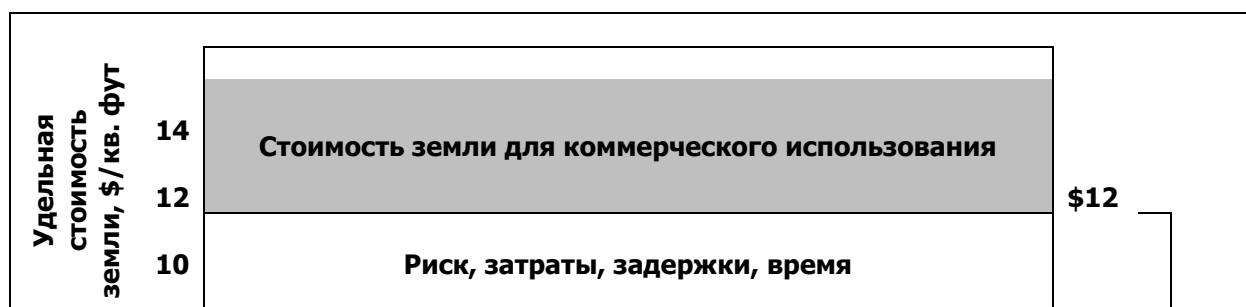 Удельная
стоимость
земли, $/кв. фут
14
Стоимость земли для коммерческого использования
12
$12
10
Риск, затраты, задержки, время